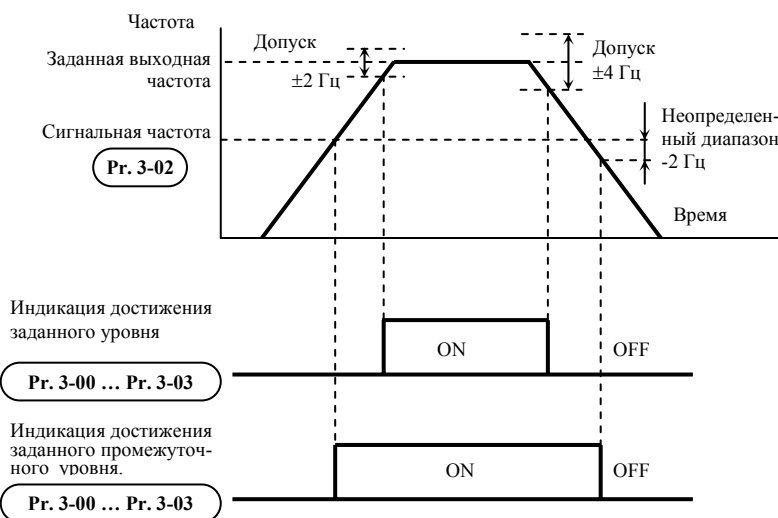 Частота
Заданная выходная
частота
Допуск
±2 Гц
Допуск
±4 Гц
Сигнальная частота
Pr. 3-02
Неопределен-
ный диапазон
-2 Гц
Время
Индикация достижения
заданного уровня
Pr. 3-00 … Pr. 3-03
ON
OFF
Индикация достижения
заданного промежуточ-
ного уровня.
Pr. 3-00 … Pr. 3-03
ON
OFF